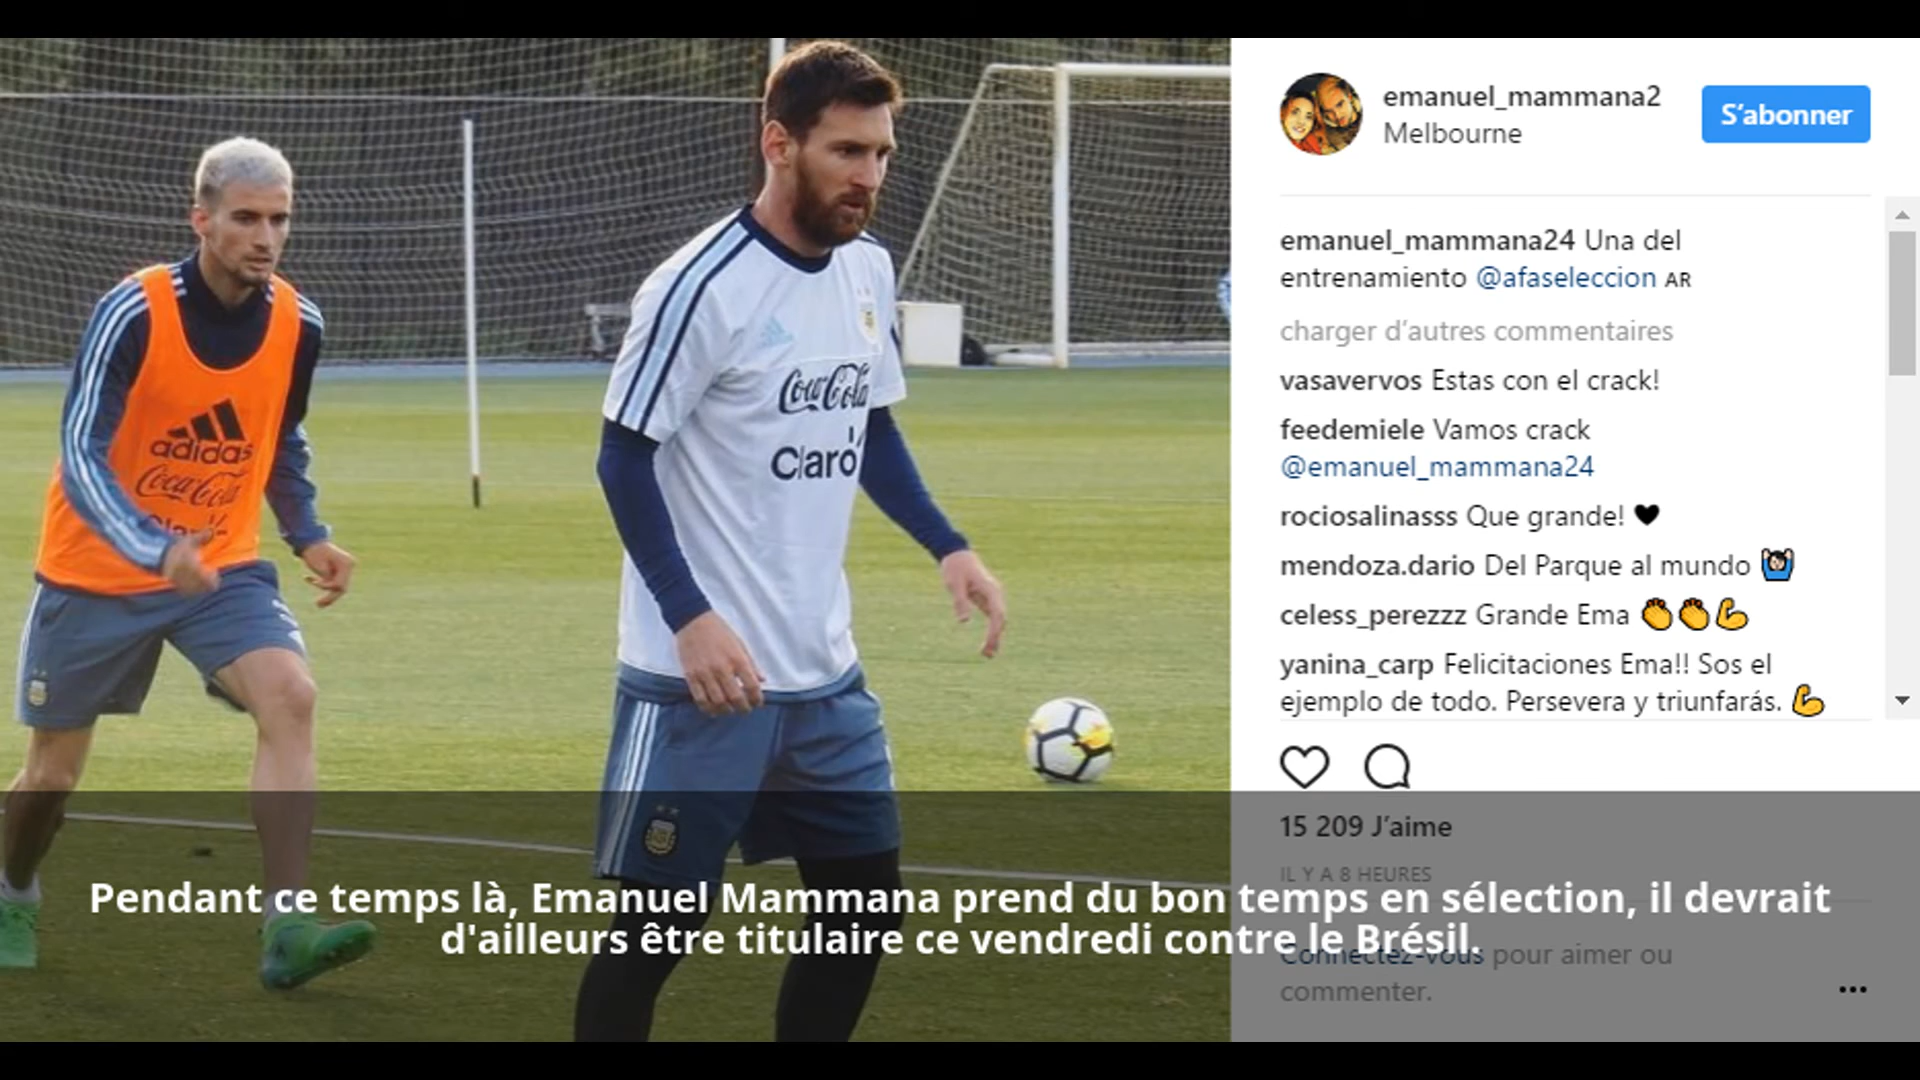 emanuel_mammana2
Melbourne
S'abonner
emanuel_mammana24 Una del
entrenamiento @afaseleccion AR
charger d'autres commentaires
vasavervos Estas con el crack!
feedemiele Vamos crack
@emanuel_mammana24
rociosalinasss Que grande! 🖤
mendoza.dario Del Parque al mundo 🙆🏻‍♂️
celess_perezzz Grande Ema 👏👏💪
yanina_carp Felicitaciones Ema!! Sos el
ejemplo de todo. Persevera y triunfarás. 💪
15 209 J'aime
IL Y A 8 HEURES
Connectez-vous pour aimer ou
commenter.
Pendant ce temps là, Emanuel Mammana prend du bon temps en sélection, il devrait
d'ailleurs être titulaire ce vendredi contre le Brésil.
adidas
Coca-Cola
Claro
Coca-Cola
Claro